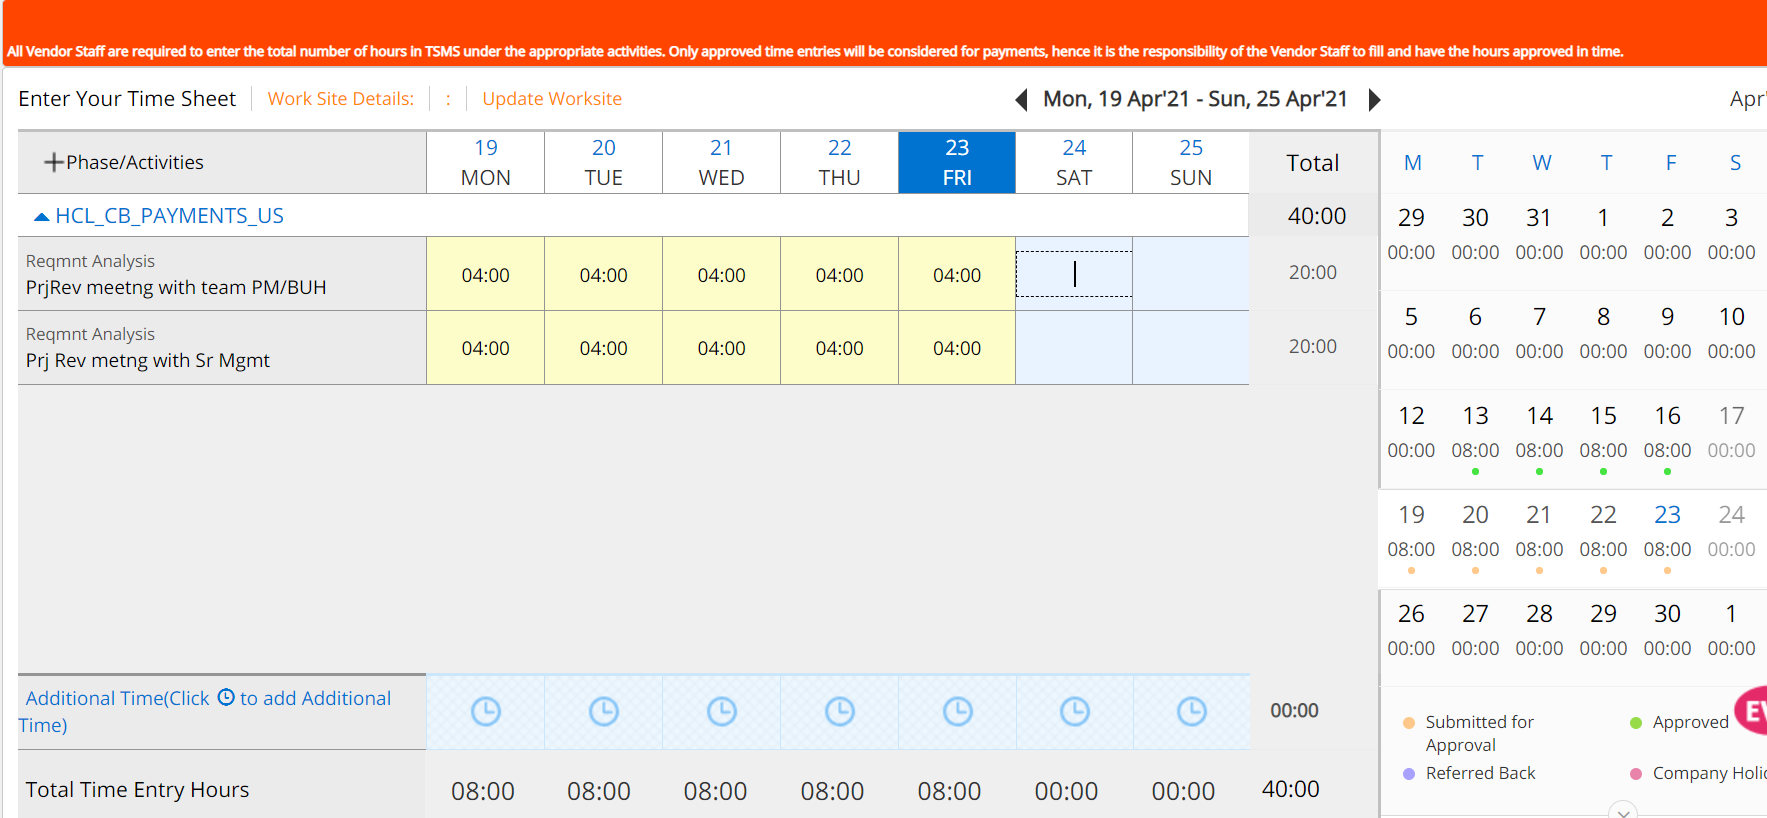 All Vendor Staff are required to enter the total number of hours in TSMS under the appropriate activities. Only approved time entries will be considered for payments, hence it is the responsibility of the Vendor Staff to fill and have the hours approved in time.
Enter Your Time Sheet Work Site Details: : Update Worksite Mon, 19 Apr'21 - Sun, 25 Apr'21 Apr'
+Phase/Activities 19 MON 20 TUE 21 WED 22 THU 23 FRI 24 SAT 25 SUN Total
HCL_CB_PAYMENTS_US 40:00
Reqmnt Analysis
PrjRev meetng with team PM/BUH 04:00 04:00 04:00 04:00 04:00 20:00
Reqmnt Analysis
Prj Rev metng with Sr Mgmt 04:00 04:00 04:00 04:00 04:00 20:00
Additional Time(Click to add Additional
Time) 00:00
Total Time Entry Hours 08:00 08:00 08:00 08:00 08:00 00:00 00:00 40:00
M T W T F S
29 30 31 1 2 3
00:00 00:00 00:00 00:00 00:00 00:00
5 6 7 8 9 10
00:00 00:00 00:00 00:00 00:00 00:00
12 13 14 15 16 17
00:00 08:00 08:00 08:00 08:00 00:00
19 20 21 22 23 24
08:00 08:00 08:00 08:00 08:00 00:00
26 27 28 29 30 1
00:00 00:00 00:00 00:00 00:00 00:00
Submitted for
Approval
Approved
Referred Back
Company Holi